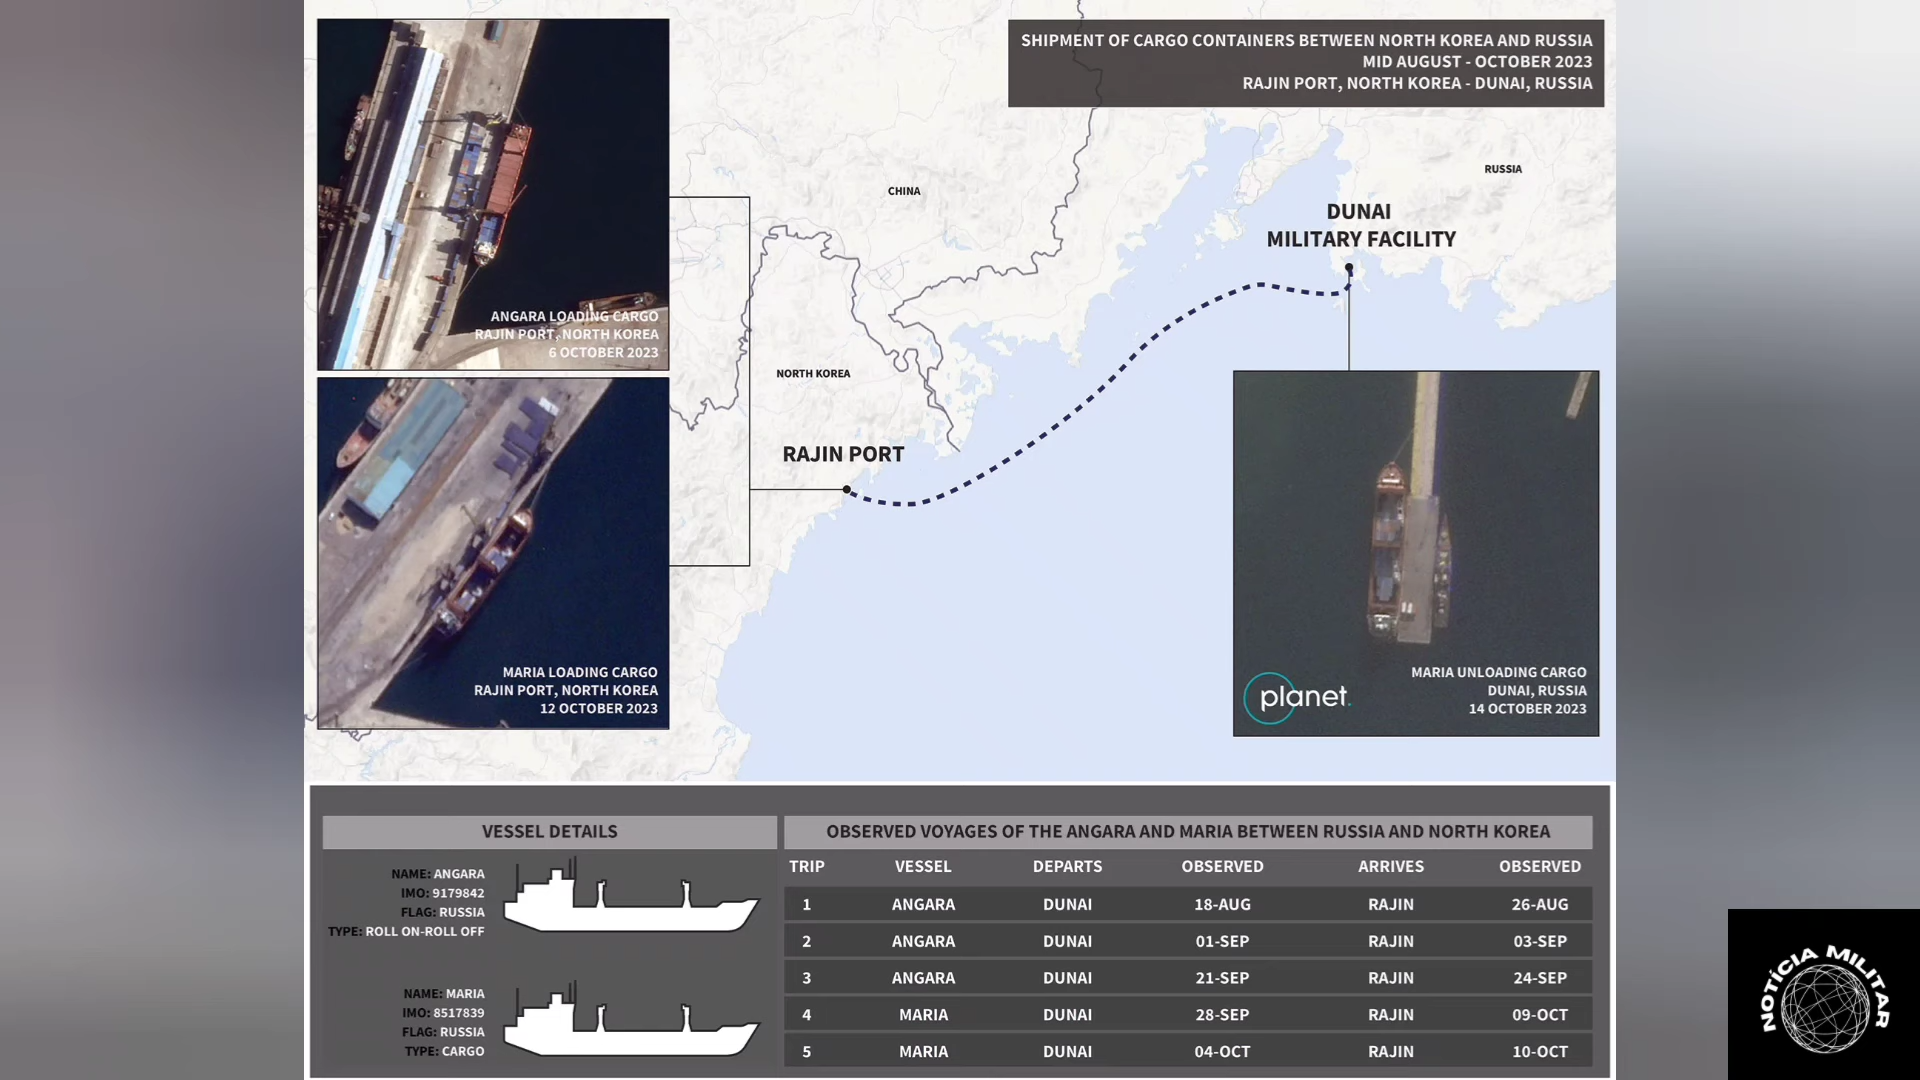 SHIPMENT OF CARGO CONTAINERS BETWEEN NORTH KOREA AND RUSSIA
MID AUGUST - OCTOBER 2023
RAJIN PORT, NORTH KOREA - DUNAI, RUSSIA
RUSSIA
CHINA
DUNAI
MILITARY FACILITY
ANGARA LOADING CARGO
RAJIN PORT, NORTH KOREA
6 OCTOBER 2023
NORTH KOREA
RAJIN PORT
MARIA LOADING CARGO
RAJIN PORT, NORTH KOREA
12 OCTOBER 2023
planet.
MARIA UNLOADING CARGO
DUNAI, RUSSIA
14 OCTOBER 2023
VESSEL DETAILS
NAME: ANGARA
IMO: 9179842
FLAG: RUSSIA
TYPE: ROLL ON-ROLL OFF
NAME: MARIA
IMO: 8517839
FLAG: RUSSIA
TYPE: CARGO
OBSERVED VOYAGES OF THE ANGARA AND MARIA BETWEEN RUSSIA AND NORTH KOREA
TRIP VESSEL DEPARTS OBSERVED ARRIVES OBSERVED
1 ANGARA DUNAI 18-AUG RAJIN 26-AUG
2 ANGARA DUNAI 01-SEP RAJIN 03-SEP
3 ANGARA DUNAI 21-SEP RAJIN 24-SEP
4 MARIA DUNAI 28-SEP RAJIN 09-OCT
5 MARIA DUNAI 04-OCT RAJIN 10-OCT
NOTÍCIA MILITAR